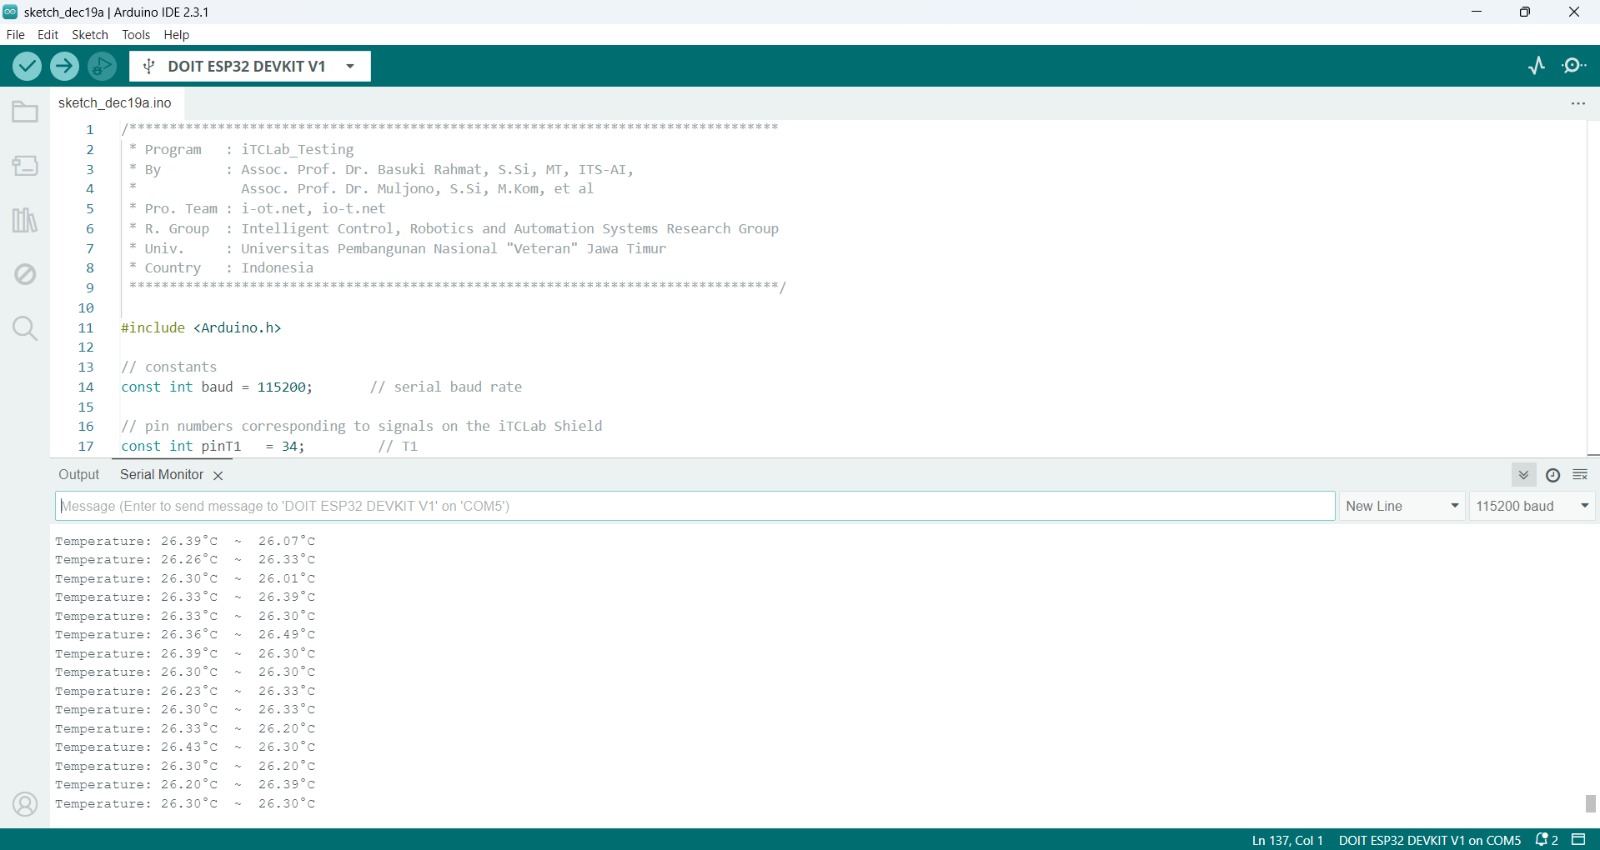 sketch_dec19a | Arduino IDE 2.3.1
File Edit Sketch Tools Help
DOIT ESP32 DEVKIT V1
sketch_dec19a.ino
1 /*********************************************************************************
2 * Program : iTCLab_Testing
3 * By : Assoc. Prof. Dr. Basuki Rahmat, S.Si, MT, ITS-AI,
4 * Assoc. Prof. Dr. Muljono, S.Si, M.Kom, et al
5 * Pro. Team : i-ot.net, io-t.net
6 * R. Group : Intelligent Control, Robotics and Automation Systems Research Group
7 * Univ. : Universitas Pembangunan Nasional "Veteran" Jawa Timur
8 * Country : Indonesia
9 *********************************************************************************/
10
11 #include <Arduino.h>
12
13 // constants
14 const int baud = 115200; // serial baud rate
15
16 // pin numbers corresponding to signals on the iTCLab Shield
17 const int pinT1 = 34; // T1
Output Serial Monitor
Message (Enter to send message to 'DOIT ESP32 DEVKIT V1' on 'COM5') New Line 115200 baud
Temperature: 26.39°C ~ 26.07°C
Temperature: 26.26°C ~ 26.33°C
Temperature: 26.30°C ~ 26.01°C
Temperature: 26.33°C ~ 26.39°C
Temperature: 26.33°C ~ 26.30°C
Temperature: 26.36°C ~ 26.49°C
Temperature: 26.39°C ~ 26.30°C
Temperature: 26.30°C ~ 26.30°C
Temperature: 26.23°C ~ 26.33°C
Temperature: 26.30°C ~ 26.33°C
Temperature: 26.33°C ~ 26.20°C
Temperature: 26.43°C ~ 26.30°C
Temperature: 26.30°C ~ 26.20°C
Temperature: 26.20°C ~ 26.39°C
Temperature: 26.30°C ~ 26.30°C
Ln 137, Col 1 DOIT ESP32 DEVKIT V1 on COM5 2